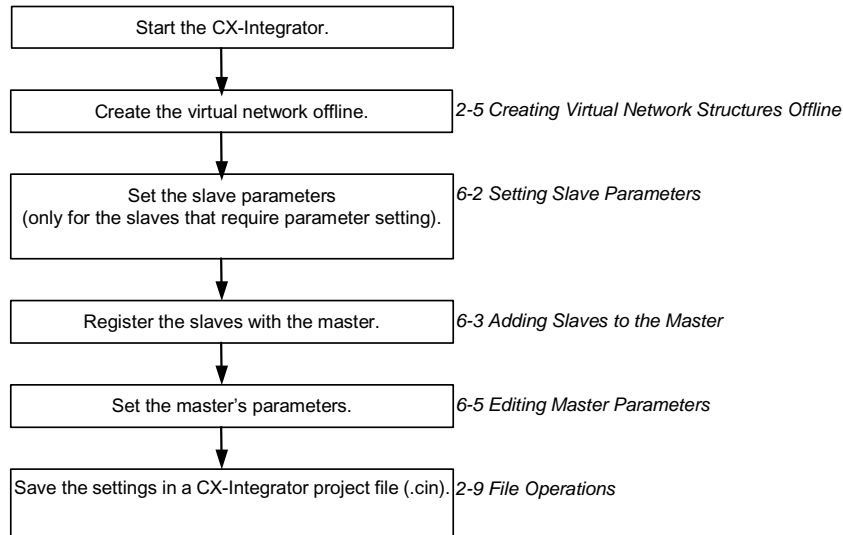 Start the CX-Integrator.
Create the virtual network offline.
2-5 Creating Virtual Network Structures Offline
Set the slave parameters
(only for the slaves that require parameter setting).
6-2 Setting Slave Parameters
Register the slaves with the master.
6-3 Adding Slaves to the Master
Set the master's parameters.
6-5 Editing Master Parameters
Save the settings in a CX-Integrator project file (.cin).
2-9 File Operations